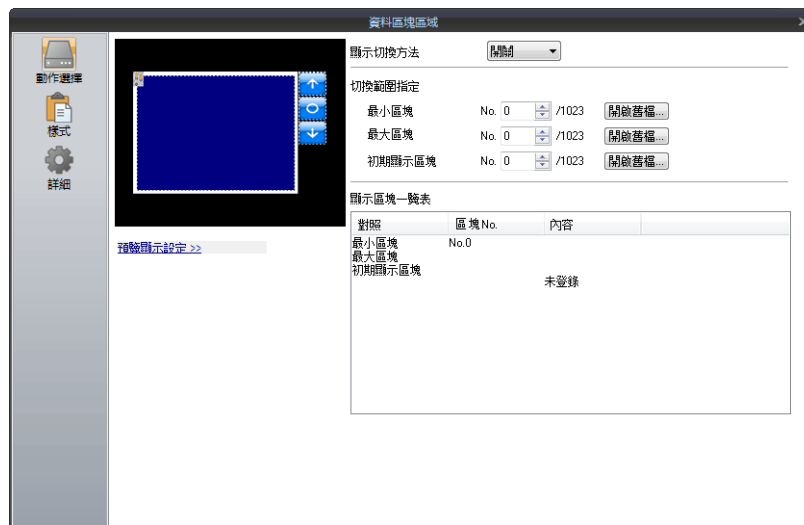 資料區塊區域
動作選擇
樣式
詳細
預驗顯示設定 >>
顯示切換方法 開關
切換範圍指定
最小區塊 No. 0 /1023 開啟舊檔...
最大區塊 No. 0 /1023 開啟舊檔...
初期顯示區塊 No. 0 /1023 開啟舊檔...
顯示區塊一覽表
對照 區塊No. 內容
最小區塊 No.0
最大區塊
初期顯示區塊
未登錄